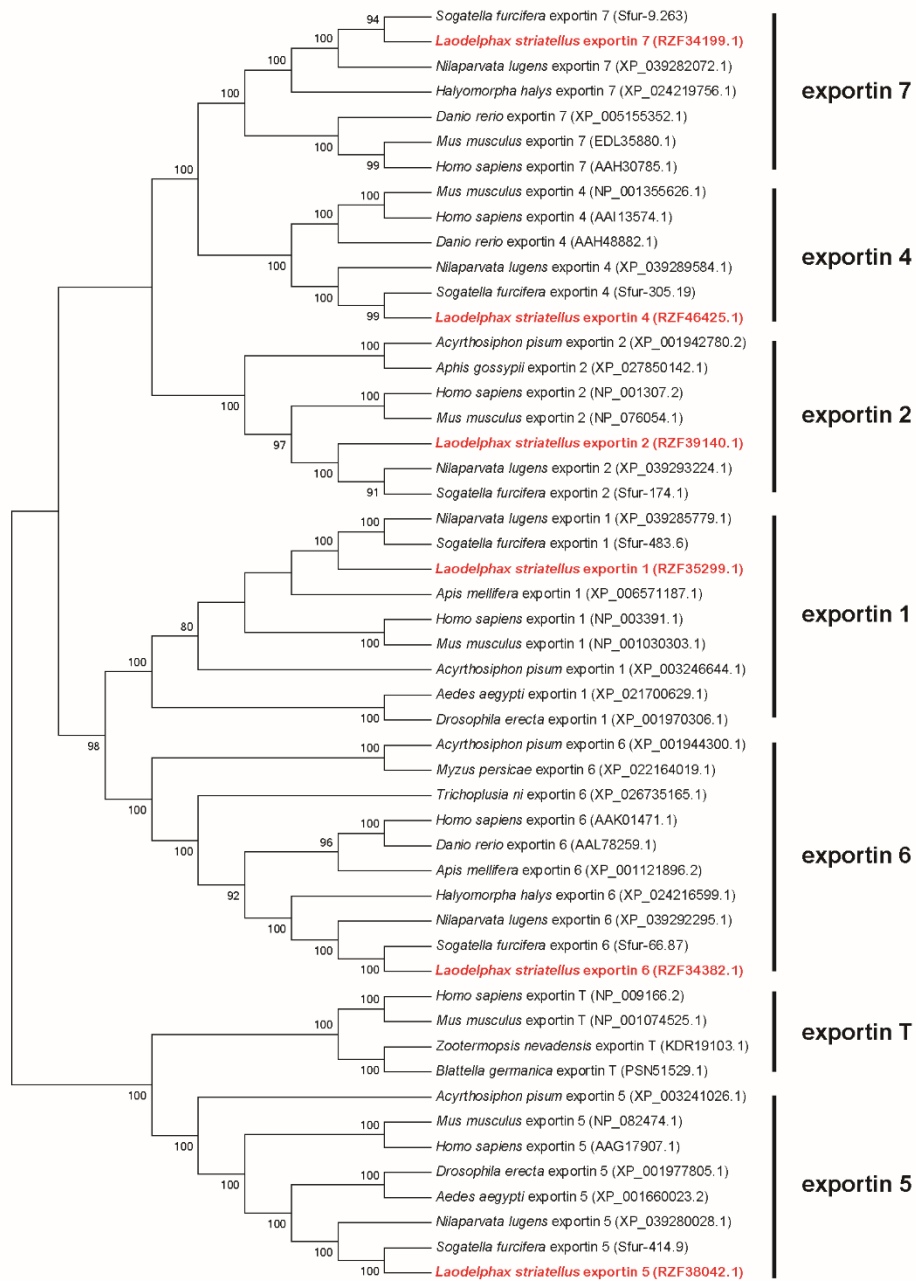 94
Sogatella furcifera exportin 7 (Sfur-9.263)
100
Laodelphax striatellus exportin 7 (RZF34199.1)
100
Nilaparvata lugens exportin 7 (XP_039282072.1)
100
Halyomorpha halys exportin 7 (XP_024219756.1)
Danio rerio exportin 7 (XP_005155352.1)
100
Mus musculus exportin 7 (EDL35880.1)
99
Homo sapiens exportin 7 (AAH30785.1)
exportin 7
100
100
Mus musculus exportin 4 (NP_001355626.1)
100
Homo sapiens exportin 4 (AAI13574.1)
Danio rerio exportin 4 (AAH48882.1)
100
Nilaparvata lugens exportin 4 (XP_039289584.1)
100
Sogatella furcifera exportin 4 (Sfur-305.19)
99
Laodelphax striatellus exportin 4 (RZF46425.1)
exportin 4
100
Acyrthosiphon pisum exportin 2 (XP_001942780.2)
Aphis gossypii exportin 2 (XP_027850142.1)
100
100
Homo sapiens exportin 2 (NP_001307.2)
Mus musculus exportin 2 (NP_076054.1)
97
Laodelphax striatellus exportin 2 (RZF39140.1)
100
Nilaparvata lugens exportin 2 (XP_039293224.1)
91
Sogatella furcifera exportin 2 (Sfur-174.1)
exportin 2
100
Nilaparvata lugens exportin 1 (XP_039285779.1)
100
Sogatella furcifera exportin 1 (Sfur-483.6)
Laodelphax striatellus exportin 1 (RZF35299.1)
Apis mellifera exportin 1 (XP_006571187.1)
80
Homo sapiens exportin 1 (NP_003391.1)
100
Mus musculus exportin 1 (NP_001030303.1)
100
Acyrthosiphon pisum exportin 1 (XP_003246644.1)
Aedes aegypti exportin 1 (XP_021700629.1)
100
Drosophila erecta exportin 1 (XP_001970306.1)
exportin 1
98
100
Acyrthosiphon pisum exportin 6 (XP_001944300.1)
Myzus persicae exportin 6 (XP_022164019.1)
100
Trichoplusia ni exportin 6 (XP_026735165.1)
100
100
Homo sapiens exportin 6 (AAK01471.1)
96
Danio rerio exportin 6 (AAL78259.1)
Apis mellifera exportin 6 (XP_001121896.2)
92
Halyomorpha halys exportin 6 (XP_024216599.1)
100
Nilaparvata lugens exportin 6 (XP_039292295.1)
100
Sogatella furcifera exportin 6 (Sfur-66.87)
100
Laodelphax striatellus exportin 6 (RZF34382.1)
exportin 6
100
Homo sapiens exportin T (NP_009166.2)
100
Mus musculus exportin T (NP_001074525.1)
Zootermopsis nevadensis exportin T (KDR19103.1)
100
Blattella germanica exportin T (PSN51529.1)
exportin T
100
Acyrthosiphon pisum exportin 5 (XP_003241026.1)
100
100
Mus musculus exportin 5 (NP_082474.1)
Homo sapiens exportin 5 (AAG17907.1)
100
100
Drosophila erecta exportin 5 (XP_001977805.1)
Aedes aegypti exportin 5 (XP_001660023.2)
100
Nilaparvata lugens exportin 5 (XP_039280028.1)
100
Sogatella furcifera exportin 5 (Sfur-414.9)
100
Laodelphax striatellus exportin 5 (RZF38042.1)
exportin 5